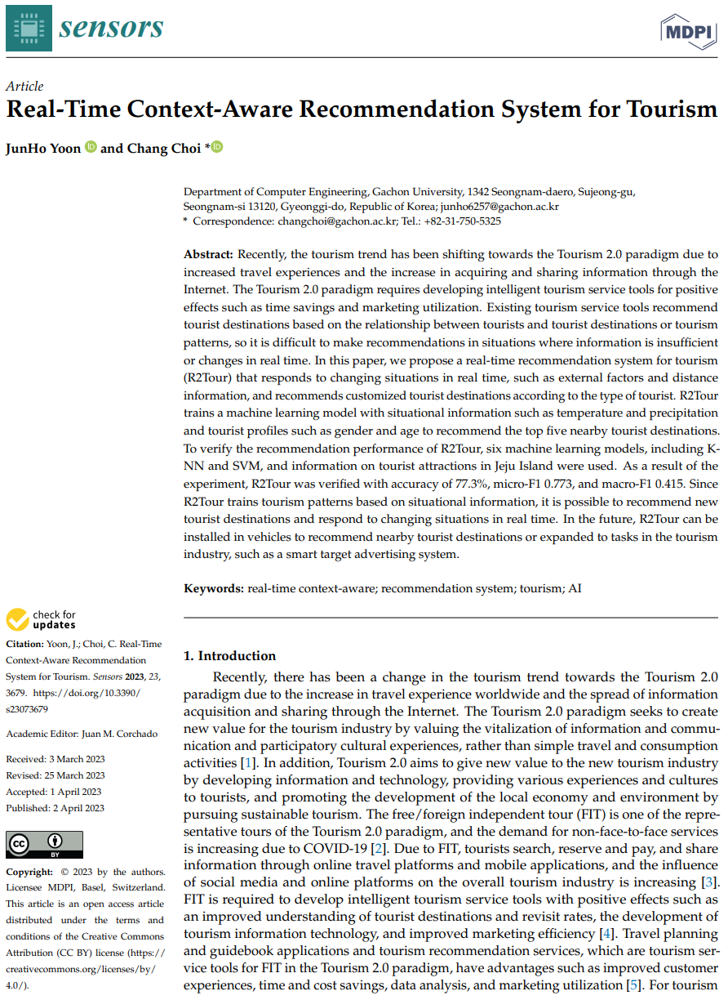 sensors
MDPI
Article
Real-Time Context-Aware Recommendation System for Tourism
JunHo Yoon iD and Chang Choi *iD
Department of Computer Engineering, Gachon University, 1342 Seongnam-daero, Sujeong-gu,
Seongnam-si 13120, Gyeonggi-do, Republic of Korea; junho6257@gachon.ac.kr
* Correspondence: changchoi@gachon.ac.kr; Tel.: +82-31-750-5325
Abstract: Recently, the tourism trend has been shifting towards the Tourism 2.0 paradigm due to
increased travel experiences and the increase in acquiring and sharing information through the
Internet. The Tourism 2.0 paradigm requires developing intelligent tourism service tools for positive
effects such as time savings and marketing utilization. Existing tourism service tools recommend
tourist destinations based on the relationship between tourists and tourist destinations or tourism
patterns, so it is difficult to make recommendations in situations where information is insufficient
or changes in real time. In this paper, we propose a real-time recommendation system for tourism
(R2Tour) that responds to changing situations in real time, such as external factors and distance
information, and recommends customized tourist destinations according to the type of tourist. R2Tour
trains a machine learning model with situational information such as temperature and precipitation
and tourist profiles such as gender and age to recommend the top five nearby tourist destinations.
To verify the recommendation performance of R2Tour, six machine learning models, including K-
NN and SVM, and information on tourist attractions in Jeju Island were used. As a result of the
experiment, R2Tour was verified with accuracy of 77.3%, micro-F1 0.773, and macro-F1 0.415. Since
R2Tour trains tourism patterns based on situational information, it is possible to recommend new
tourist destinations and respond to changing situations in real time. In the future, R2Tour can be
installed in vehicles to recommend nearby tourist destinations or expanded to tasks in the tourism
industry, such as a smart target advertising system.
Keywords: real-time context-aware; recommendation system; tourism; AI
check for
updates
Citation: Yoon, J.; Choi, C. Real-Time
Context-Aware Recommendation
System for Tourism. Sensors 2023, 23,
3679. https://doi.org/10.3390/
s23073679
Academic Editor: Juan M. Corchado
Received: 3 March 2023
Revised: 25 March 2023
Accepted: 1 April 2023
Published: 2 April 2023
cc BY
Copyright: © 2023 by the authors.
Licensee MDPI, Basel, Switzerland.
This article is an open access article
distributed under the terms and
conditions of the Creative Commons
Attribution (CC BY) license (https://
creativecommons.org/licenses/by/
4.0/).
1. Introduction
Recently, there has been a change in the tourism trend towards the Tourism 2.0
paradigm due to the increase in travel experience worldwide and the spread of information
acquisition and sharing through the Internet. The Tourism 2.0 paradigm seeks to create
new value for the tourism industry by valuing the vitalization of information and commu-
nication and participatory cultural experiences, rather than simple travel and consumption
activities [1]. In addition, Tourism 2.0 aims to give new value to the new tourism industry
by developing information and technology, providing various experiences and cultures
to tourists, and promoting the development of the local economy and environment by
pursuing sustainable tourism. The free/foreign independent tour (FIT) is one of the repre-
sentative tours of the Tourism 2.0 paradigm, and the demand for non-face-to-face services
is increasing due to COVID-19 [2]. Due to FIT, tourists search, reserve and pay, and share
information through online travel platforms and mobile applications, and the influence
of social media and online platforms on the overall tourism industry is increasing [3].
FIT is required to develop intelligent tourism service tools with positive effects such as
an improved understanding of tourist destinations and revisit rates, the development of
tourism information technology, and improved marketing efficiency [4]. Travel planning
and guidebook applications and tourism recommendation services, which are tourism ser-
vice tools for FIT in the Tourism 2.0 paradigm, have advantages such as improved customer
experiences, time and cost savings, data analysis, and marketing utilization [5]. For tourism